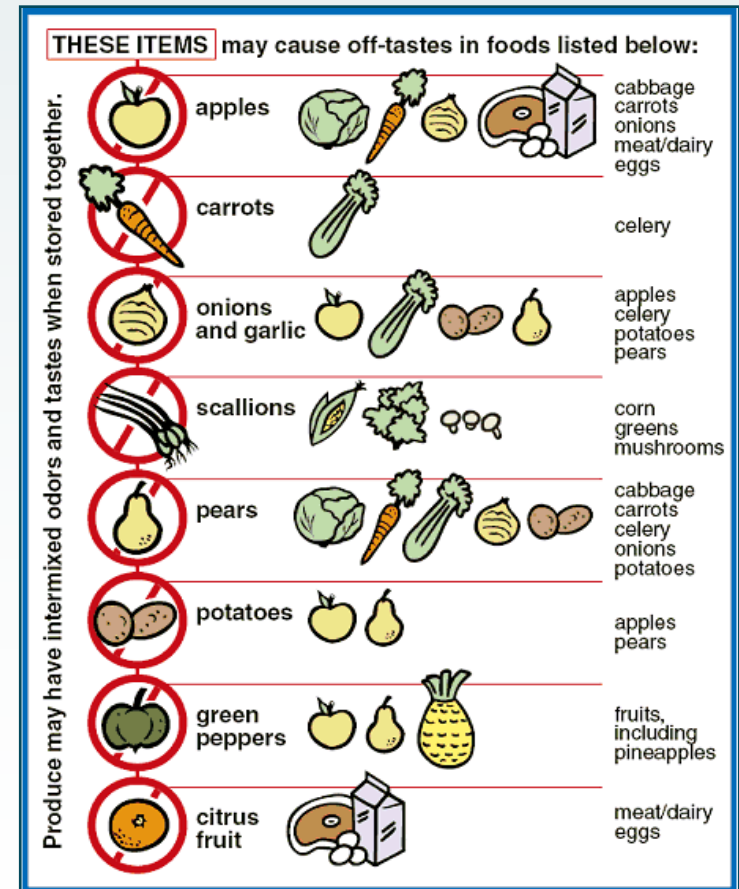 THESE ITEMS may cause off-tastes in foods listed below:
Produce may have intermixed odors and tastes when stored together.
apples
cabbage
carrots
onions
meat/dairy
eggs
carrots
celery
onions
and garlic
apples
celery
potatoes
pears
scallions
corn
greens
mushrooms
pears
cabbage
carrots
celery
onions
potatoes
potatoes
apples
pears
green
peppers
fruits,
including
pineapples
citrus
fruit
meat/dairy
eggs